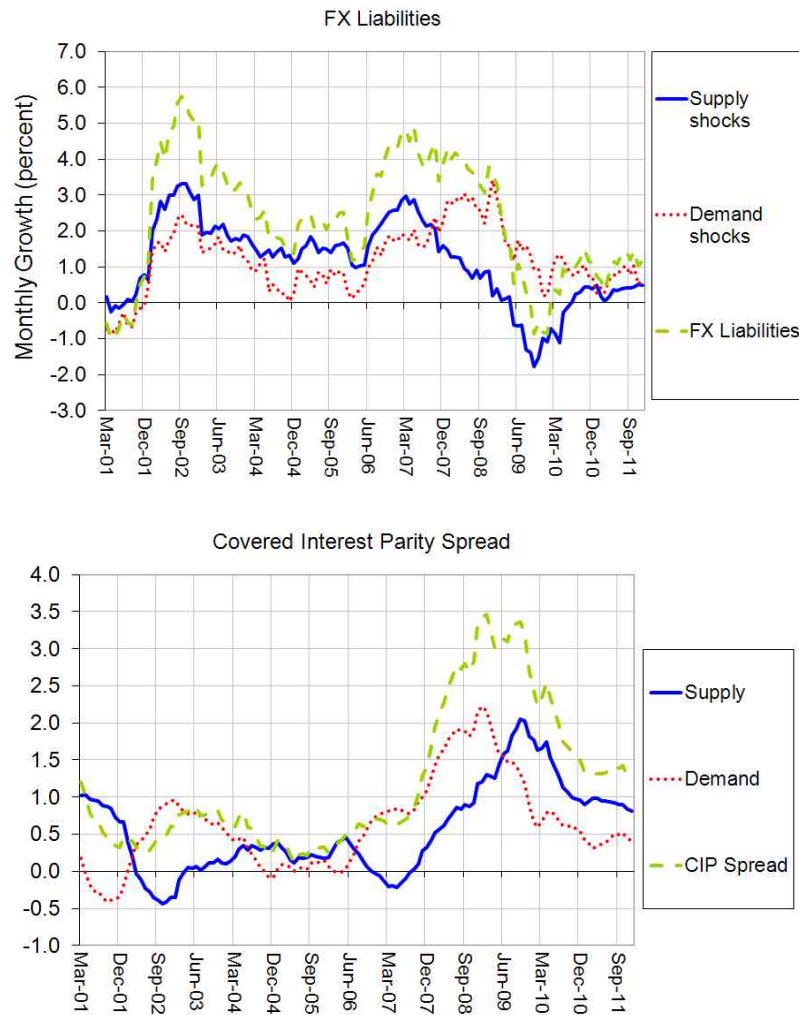 FX Liabilities
Monthly Growth (percent)
7.0
6.0
5.0
4.0
3.0
2.0
1.0
0.0
-1.0
-2.0
-3.0
Mar-01
Dec-01
Sep-02
Jun-03
Mar-04
Dec-04
Sep-05
Jun-06
Mar-07
Dec-07
Sep-08
Jun-09
Mar-10
Dec-10
Sep-11
Supply
shocks
Demand
shocks
FX Liabilities
Covered Interest Parity Spread
4.0
3.5
3.0
2.5
2.0
1.5
1.0
0.5
0.0
-0.5
-1.0
Mar-01
Dec-01
Sep-02
Jun-03
Mar-04
Dec-04
Sep-05
Jun-06
Mar-07
Dec-07
Sep-08
Jun-09
Mar-10
Dec-10
Sep-11
Supply
Demand
CIP Spread